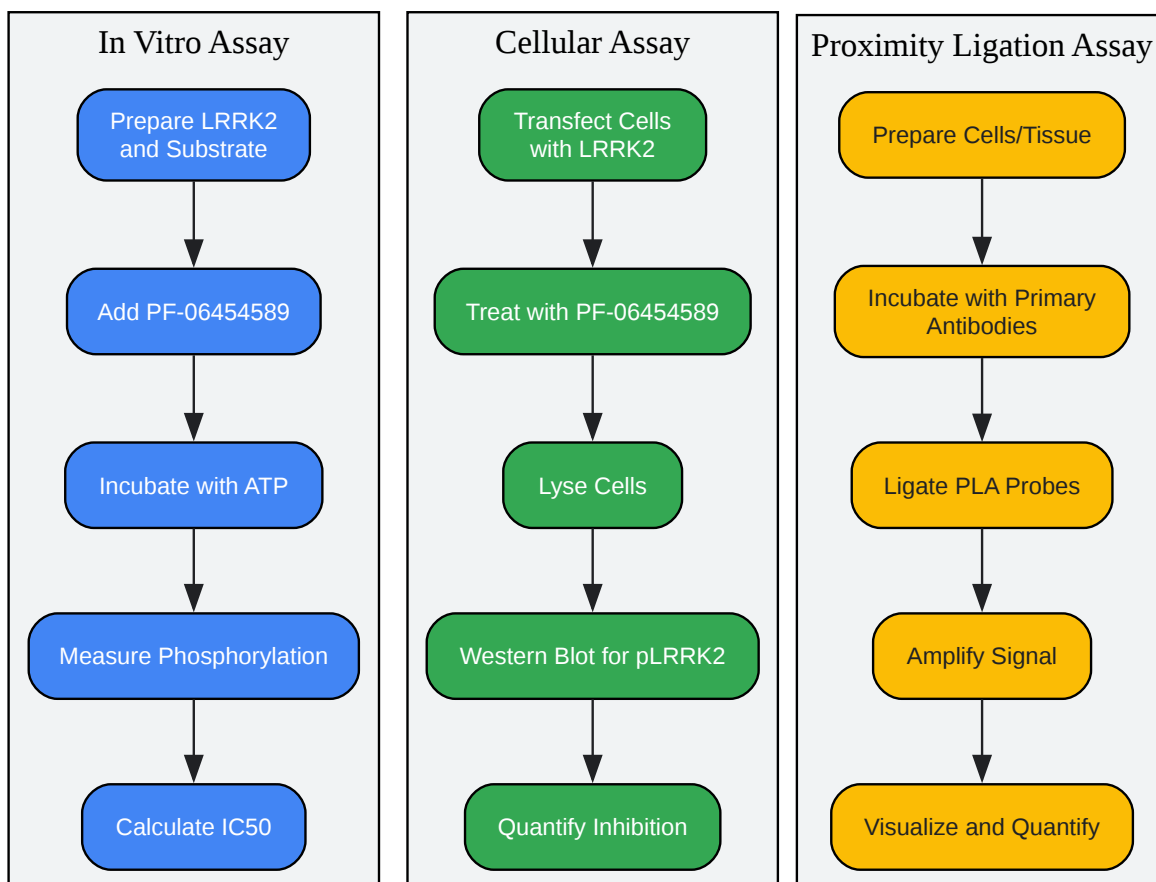 In Vitro Assay
Prepare LRRK2
and Substrate
Add PF-06454589
Incubate with ATP
Measure Phosphorylation
Calculate IC50
Cellular Assay
Transfect Cells
with LRRK2
Treat with PF-06454589
Lyse Cells
Western Blot for pLRRK2
Quantify Inhibition
Proximity Ligation Assay
Prepare Cells/Tissue
Incubate with Primary
Antibodies
Ligate PLA Probes
Amplify Signal
Visualize and Quantify